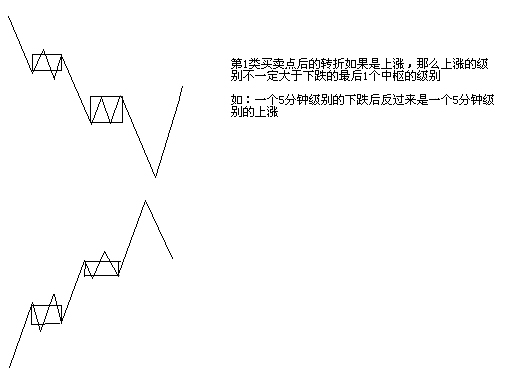 第1类买卖点后的转折如果是上涨，那么上涨的级
别不一定大于下跌的最后1个中枢的级别
如：一个5分钟级别的下跌后反过来是一个5分钟级
别的上涨